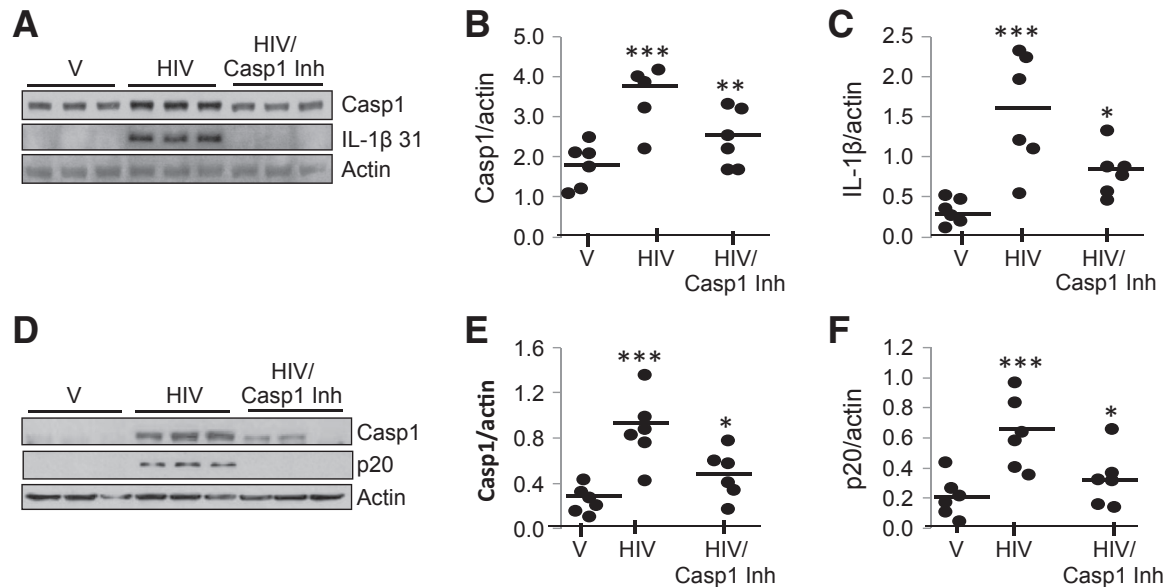 A
V
HIV
HIV/
Casp1 Inh
Casp1
IL-1β 31
Actin
B
Casp1/actin
5.0
4.0
3.0
2.0
1.0
0.0
***
**
V
HIV
HIV/
Casp1 Inh
C
IL-1β/actin
2.5
2.0
1.5
1.0
0.5
0.0
***
*
V
HIV
HIV/
Casp1 Inh
D
V
HIV
HIV/
Casp1 Inh
Casp1
p20
Actin
E
Casp1/actin
1.6
1.2
0.8
0.4
0.0
***
*
V
HIV
HIV/
Casp1 Inh
F
p20/actin
1.2
1.0
0.8
0.6
0.4
0.2
0.0
***
*
V
HIV
HIV/
Casp1 Inh